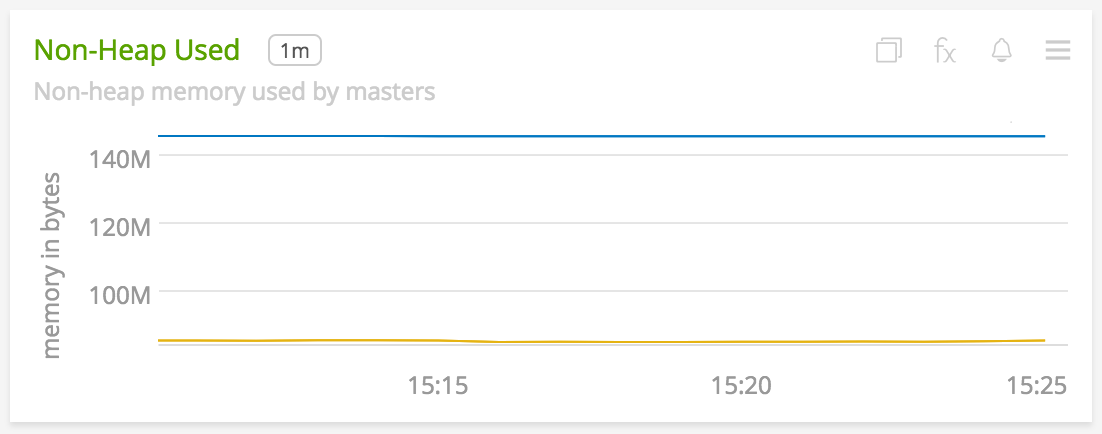 Non-Heap Used 1m fx
Non-heap memory used by masters
memory in bytes
140M
120M
100M
15:15 15:20 15:25